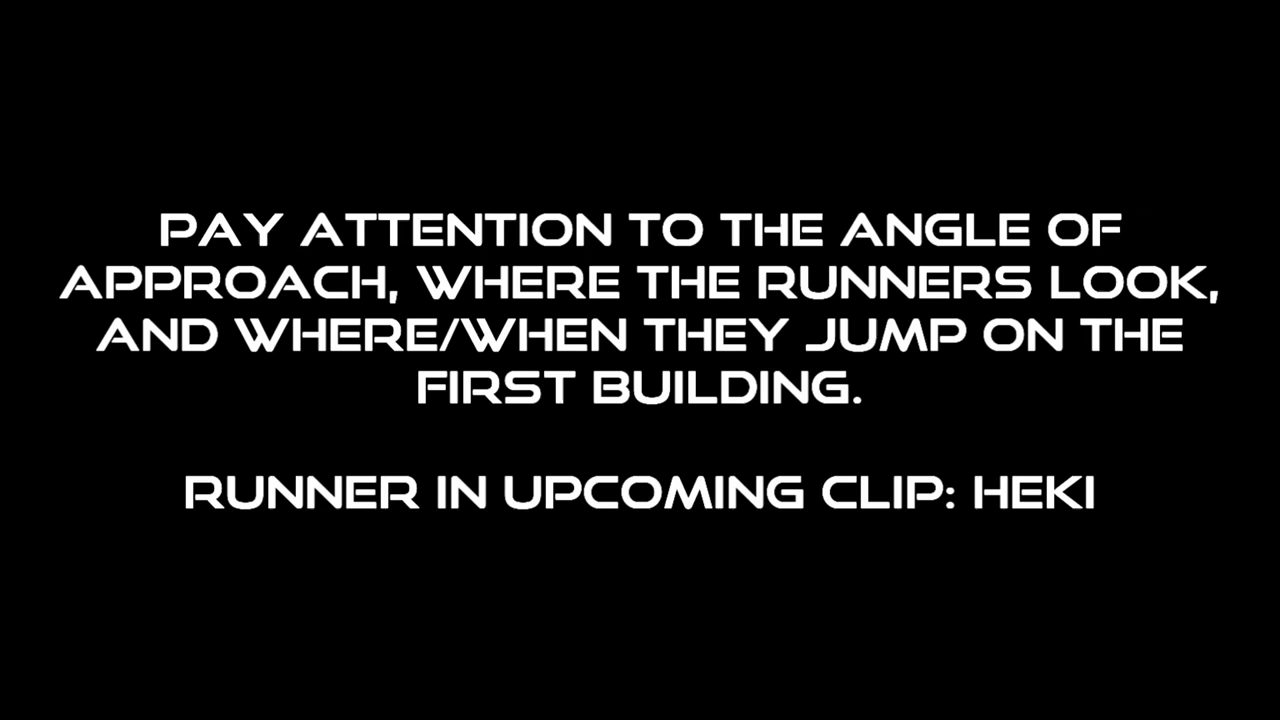 PAY ATTENTION TO THE ANGLE OF
APPROACH, WHERE THE RUNNERS LOOK,
AND WHERE/WHEN THEY JUMP ON THE
FIRST BUILDING.
RUNNER IN UPCOMING CLIP: HEKI